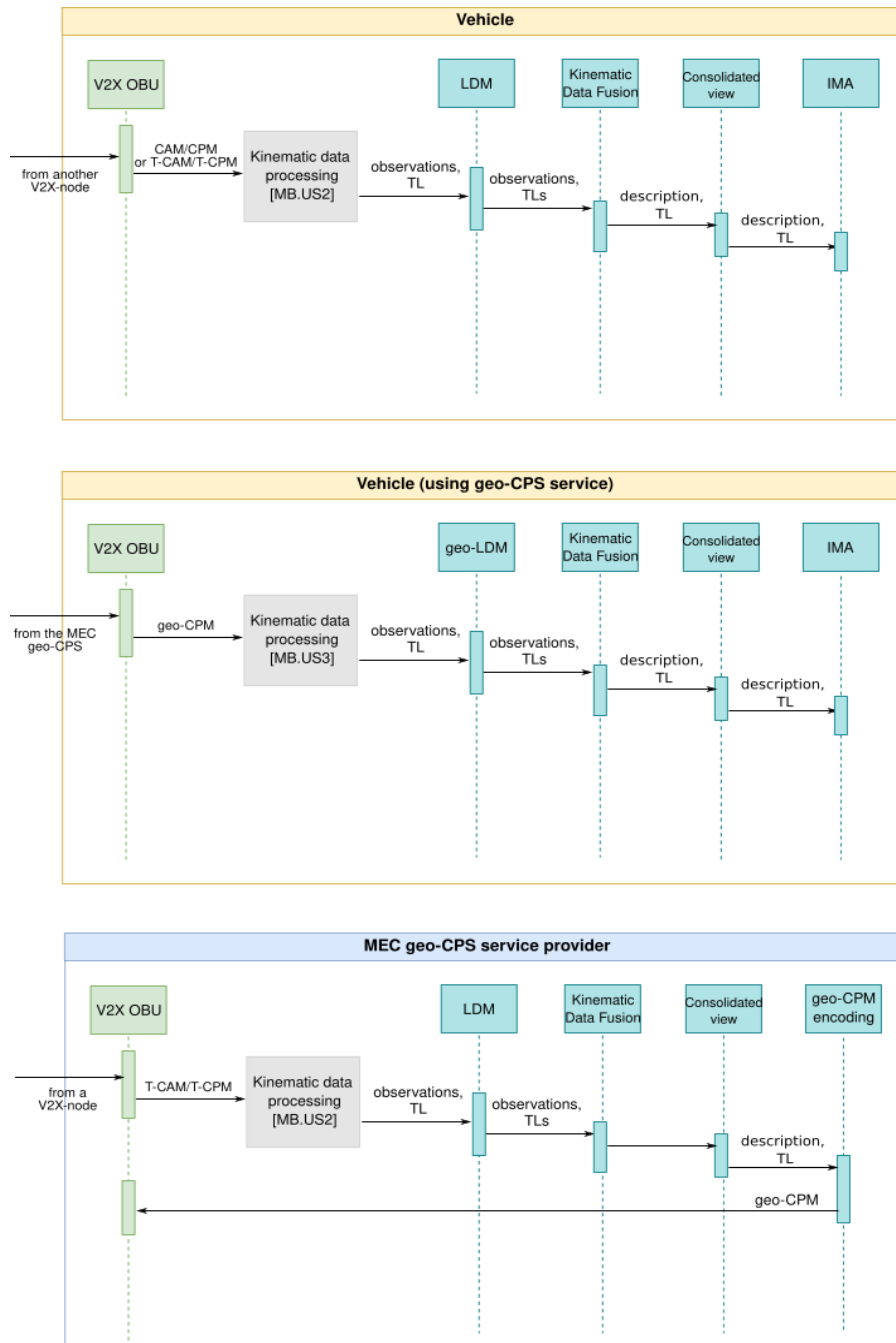 Vehicle
V2X OBU
LDM
Kinematic
Data Fusion
Consolidated
view
IMA
from another
V2X-node
CAM/CPM
or T-CAM/T-CPM
Kinematic data
processing
[MB.US2]
observations,
TL
observations,
TLs
description,
TL
description,
TL
Vehicle (using geo-CPS service)
V2X OBU
geo-LDM
Kinematic
Data Fusion
Consolidated
view
IMA
from the MEC
geo-CPS
geo-CPM
Kinematic data
processing
[MB.US3]
observations,
TL
observations,
TLs
description,
TL
description,
TL
MEC geo-CPS service provider
V2X OBU
LDM
Kinematic
Data Fusion
Consolidated
view
geo-CPM
encoding
from a
V2X-node
T-CAM/T-CPM
Kinematic data
processing
[MB.US2]
observations,
TL
observations,
TLs
description,
TL
geo-CPM